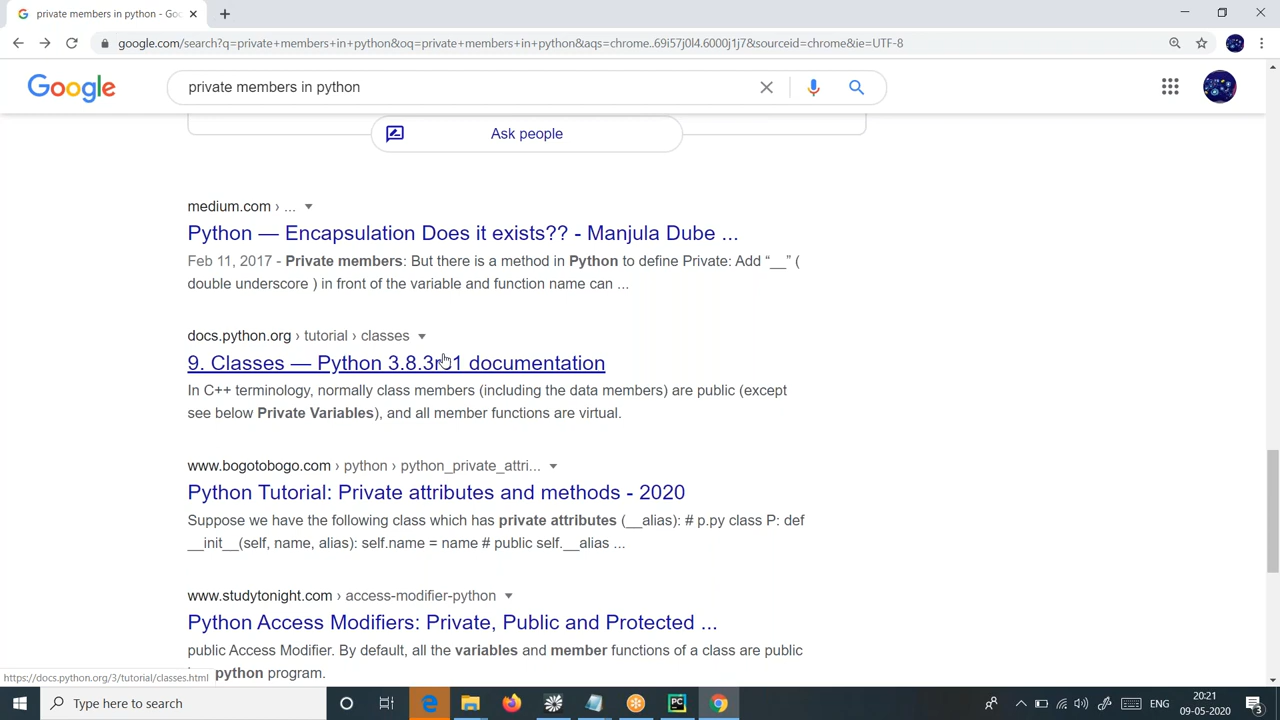 private members in python - Goo
google.com/search?q=private+members+in+python&oq=private+members+in+python&aqs=chrome..69i57j0l4.6000j1j7&sourceid=chrome&ie=UTF-8
Google
private members in python
Ask people
medium.com › ...
Python — Encapsulation Does it exists?? - Manjula Dube ...
Feb 11, 2017 - Private members: But there is a method in Python to define Private: Add “__” (
double underscore ) in front of the variable and function name can ...
docs.python.org › tutorial › classes
9. Classes — Python 3.8.3rc1 documentation
In C++ terminology, normally class members (including the data members) are public (except
see below Private Variables), and all member functions are virtual.
www.bogotobogo.com › python › python_private_attri...
Python Tutorial: Private attributes and methods - 2020
Suppose we have the following class which has private attributes (__alias): # p.py class P: def
__init__(self, name, alias): self.name = name # public self.__alias ...
www.studytonight.com › access-modifier-python
Python Access Modifiers: Private, Public and Protected ...
public Access Modifier. By default, all the variables and member functions of a class are public
python program.
https://docs.python.org/3/tutorial/classes.html
Type here to search
PC
ENG
20:21
09-05-2020
3